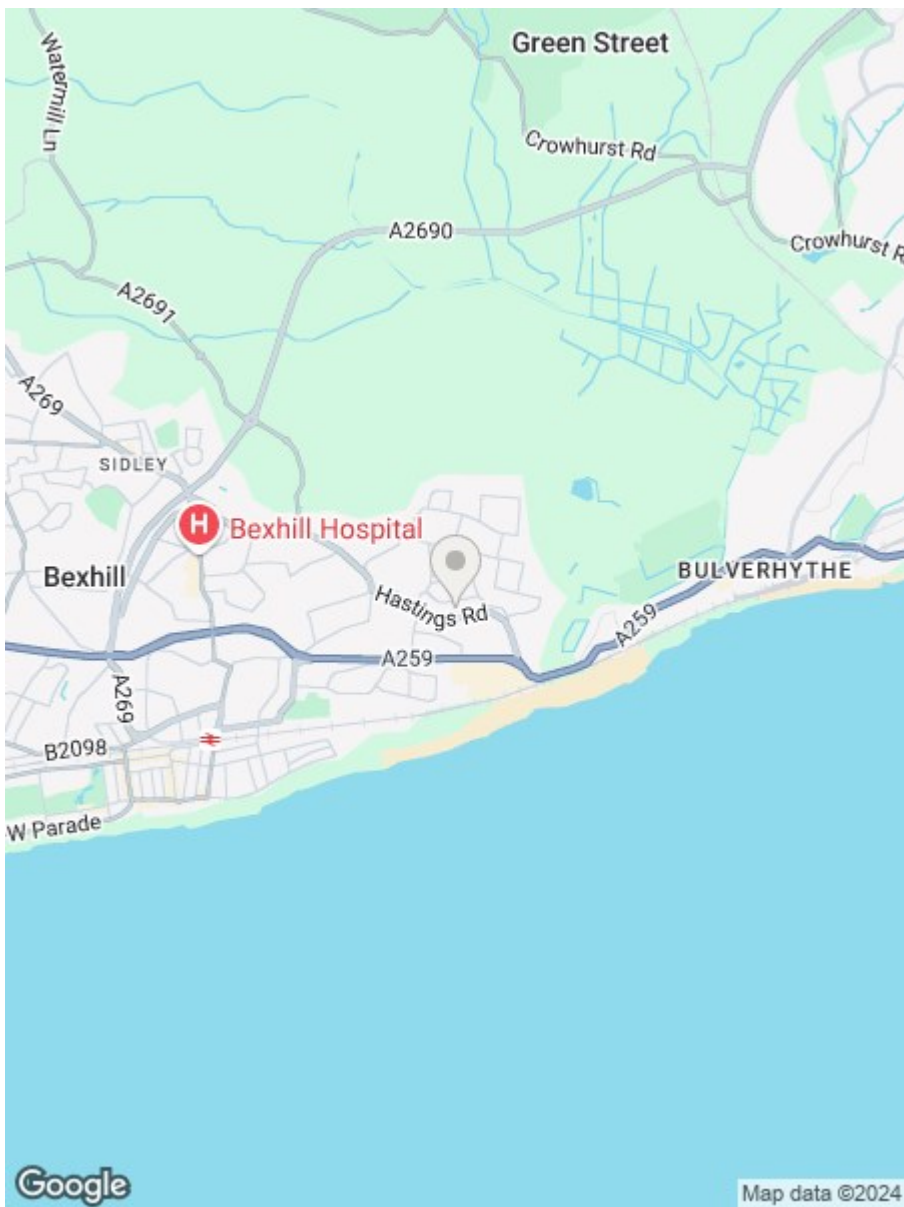 Green Street
Watermill Ln
Crowhurst Rd
A2690
Crowhurst R
A2691
A269
SIDLEY
H
Bexhill Hospital
Bexhill
BULVERHYTHE
Hastings Rd
A259
A259
A269
B2098
W Parade
Google
Map data ©2024